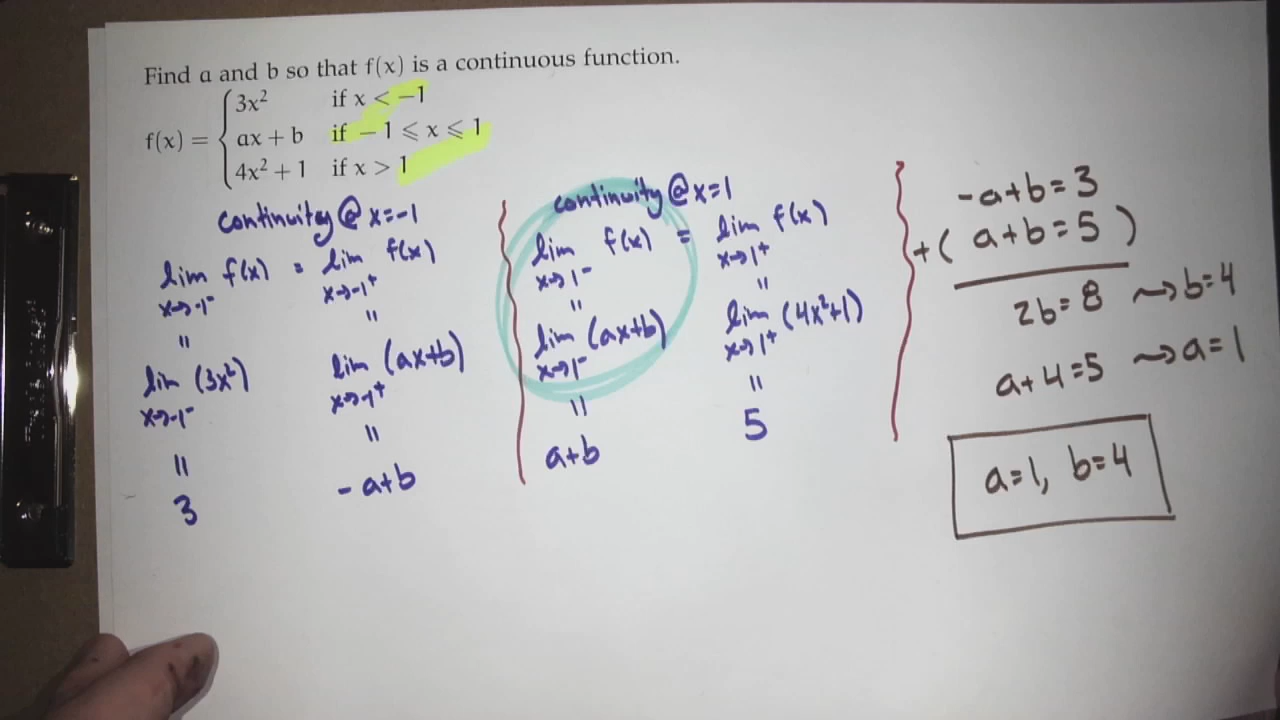 Find a and b so that f(x) is a continuous function.
f(x) = { 3x² if x < −1
ax + b if −1 ⩽ x ⩽ 1
4x² + 1 if x > 1
continuitey @ x=-1
lim f(x) = lim f(x)
x→-1⁻ x→-1⁺
=  =
lim (3x²) lim (ax+b)
x→-1⁻ x→-1⁺
=  =
3 -a+b
continuity @ x=1
lim f(x) = lim f(x)
x→1⁻ x→1⁺
=  =
lim (ax+b) lim (4x²+1)
x→1⁻ x→1⁺
=  =
a+b 5
-a+b=3
+( a+b=5 )
2b=8 ⇝ b=4
a+4=5 ⇝ a=1
a=1, b=4